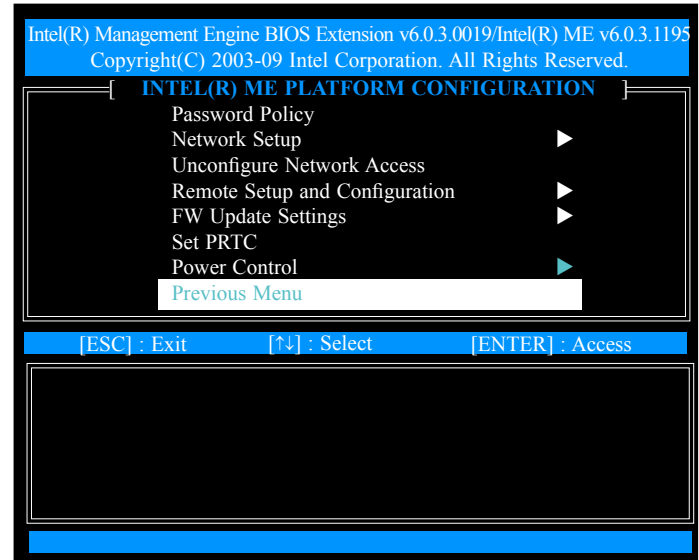 Intel(R) Management Engine BIOS Extension v6.0.3.0019/Intel(R) ME v6.0.3.1195
Copyright(C) 2003-09 Intel Corporation. All Rights Reserved.
[ INTEL(R) ME PLATFORM CONFIGURATION ]
Password Policy
Network Setup ▶
Unconfigure Network Access
Remote Setup and Configuration ▶
FW Update Settings ▶
Set PRTC
Power Control ▶
Previous Menu
[ESC] : Exit [↑↓] : Select [ENTER] : Access